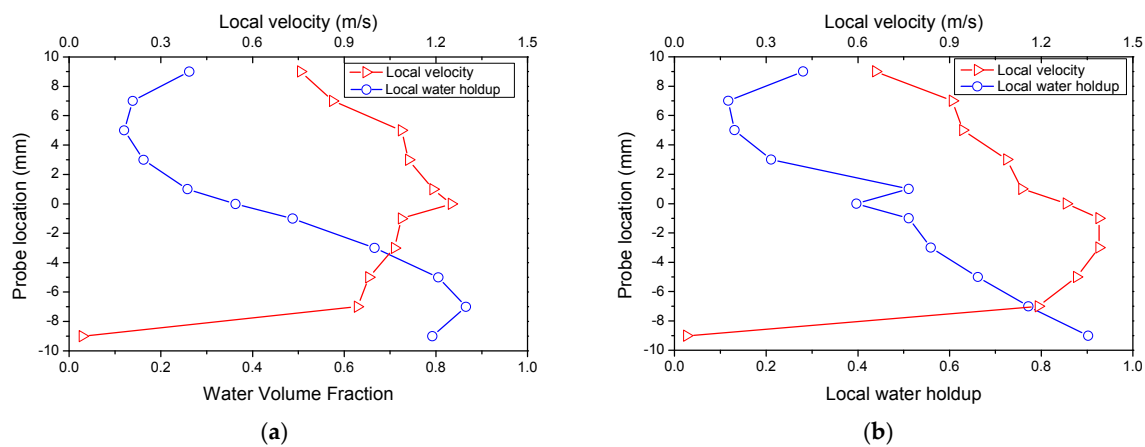 Local velocity (m/s)
0.0 0.3 0.6 0.9 1.2 1.5
Local velocity
Local water holdup
Probe location (mm)
10
8
6
4
2
0
-2
-4
-6
-8
-10
0.0 0.2 0.4 0.6 0.8 1.0
Water Volume Fraction
(a)
Local velocity (m/s)
0.0 0.3 0.6 0.9 1.2 1.5
Local velocity
Local water holdup
Probe location (mm)
10
8
6
4
2
0
-2
-4
-6
-8
-10
0.0 0.2 0.4 0.6 0.8 1.0
Local water holdup
(b)